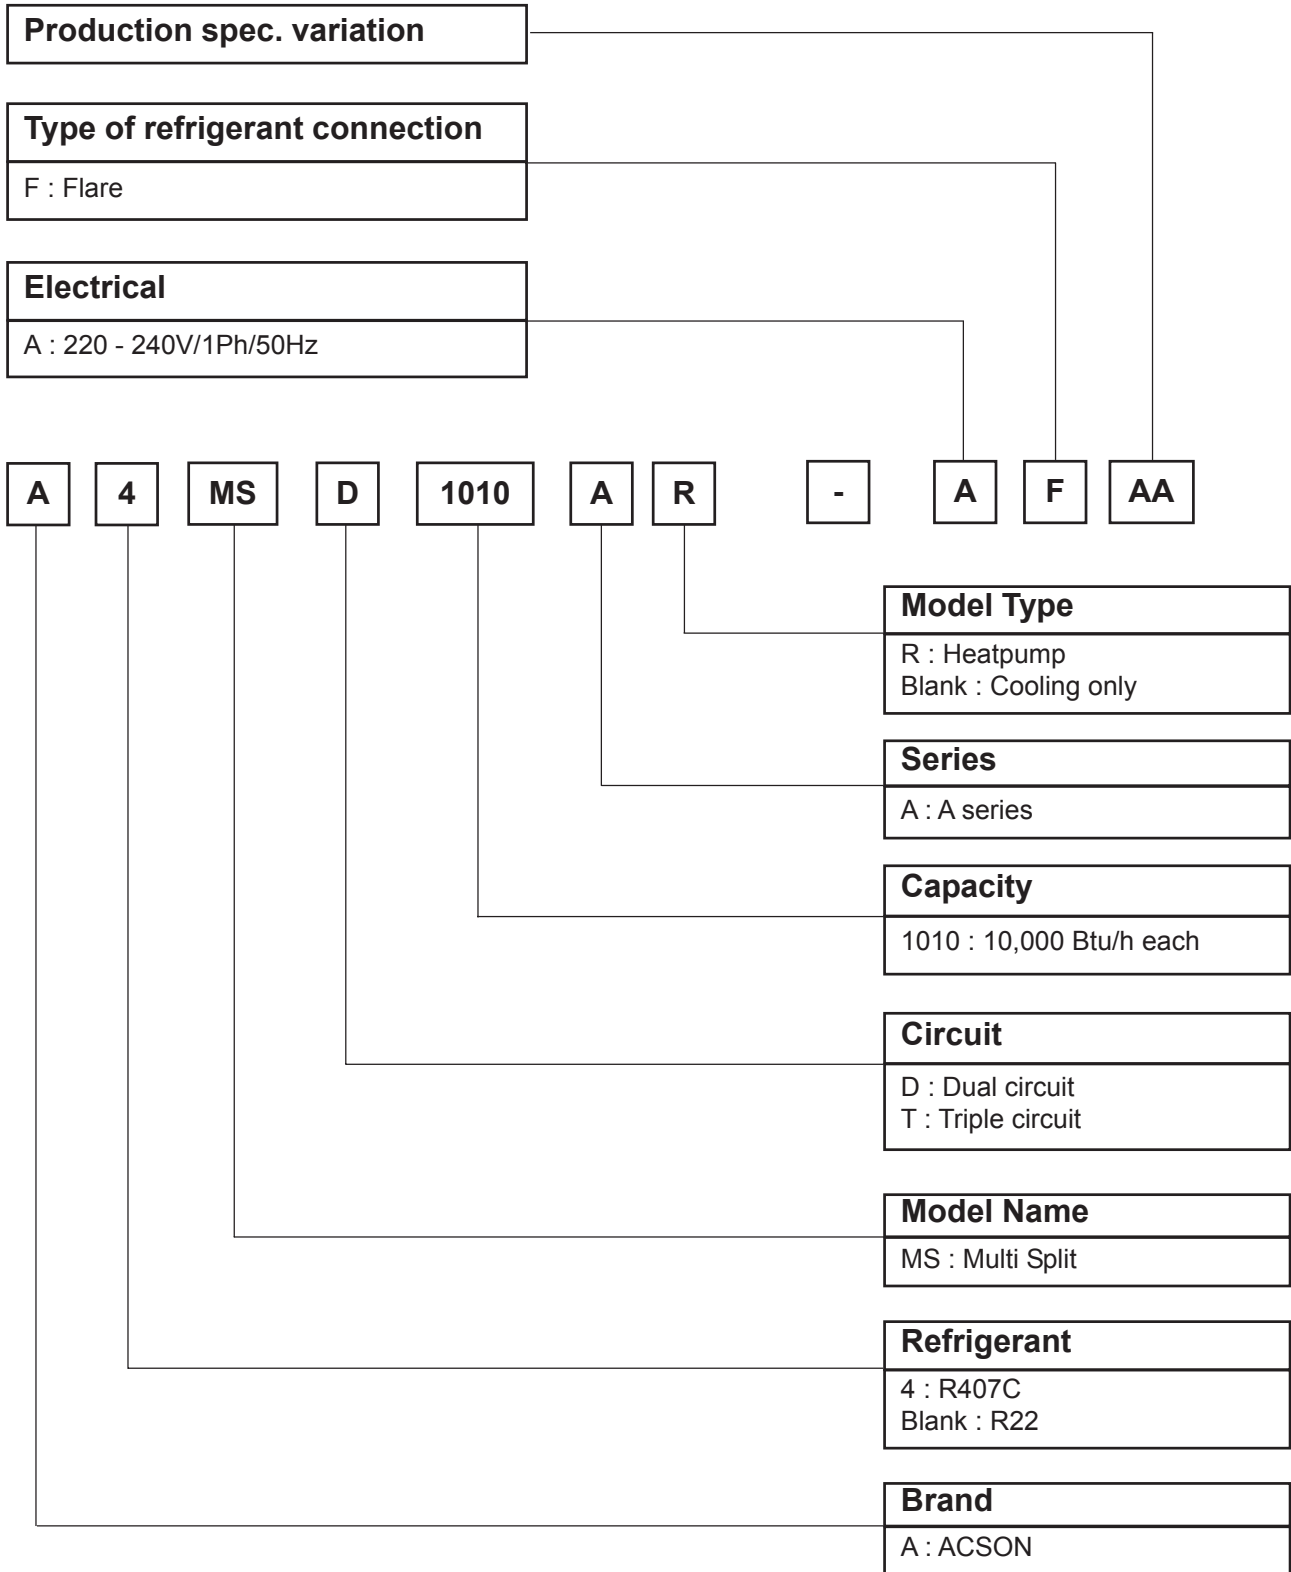 Production spec. variation
Type of refrigerant connection
F : Flare
Electrical
A : 220 - 240V/1Ph/50Hz
A 4 MS D 1010 A R - A F AA
Model Type
R : Heatpump
Blank : Cooling only
Series
A : A series
Capacity
1010 : 10,000 Btu/h each
Circuit
D : Dual circuit
T : Triple circuit
Model Name
MS : Multi Split
Refrigerant
4 : R407C
Blank : R22
Brand
A : ACSON